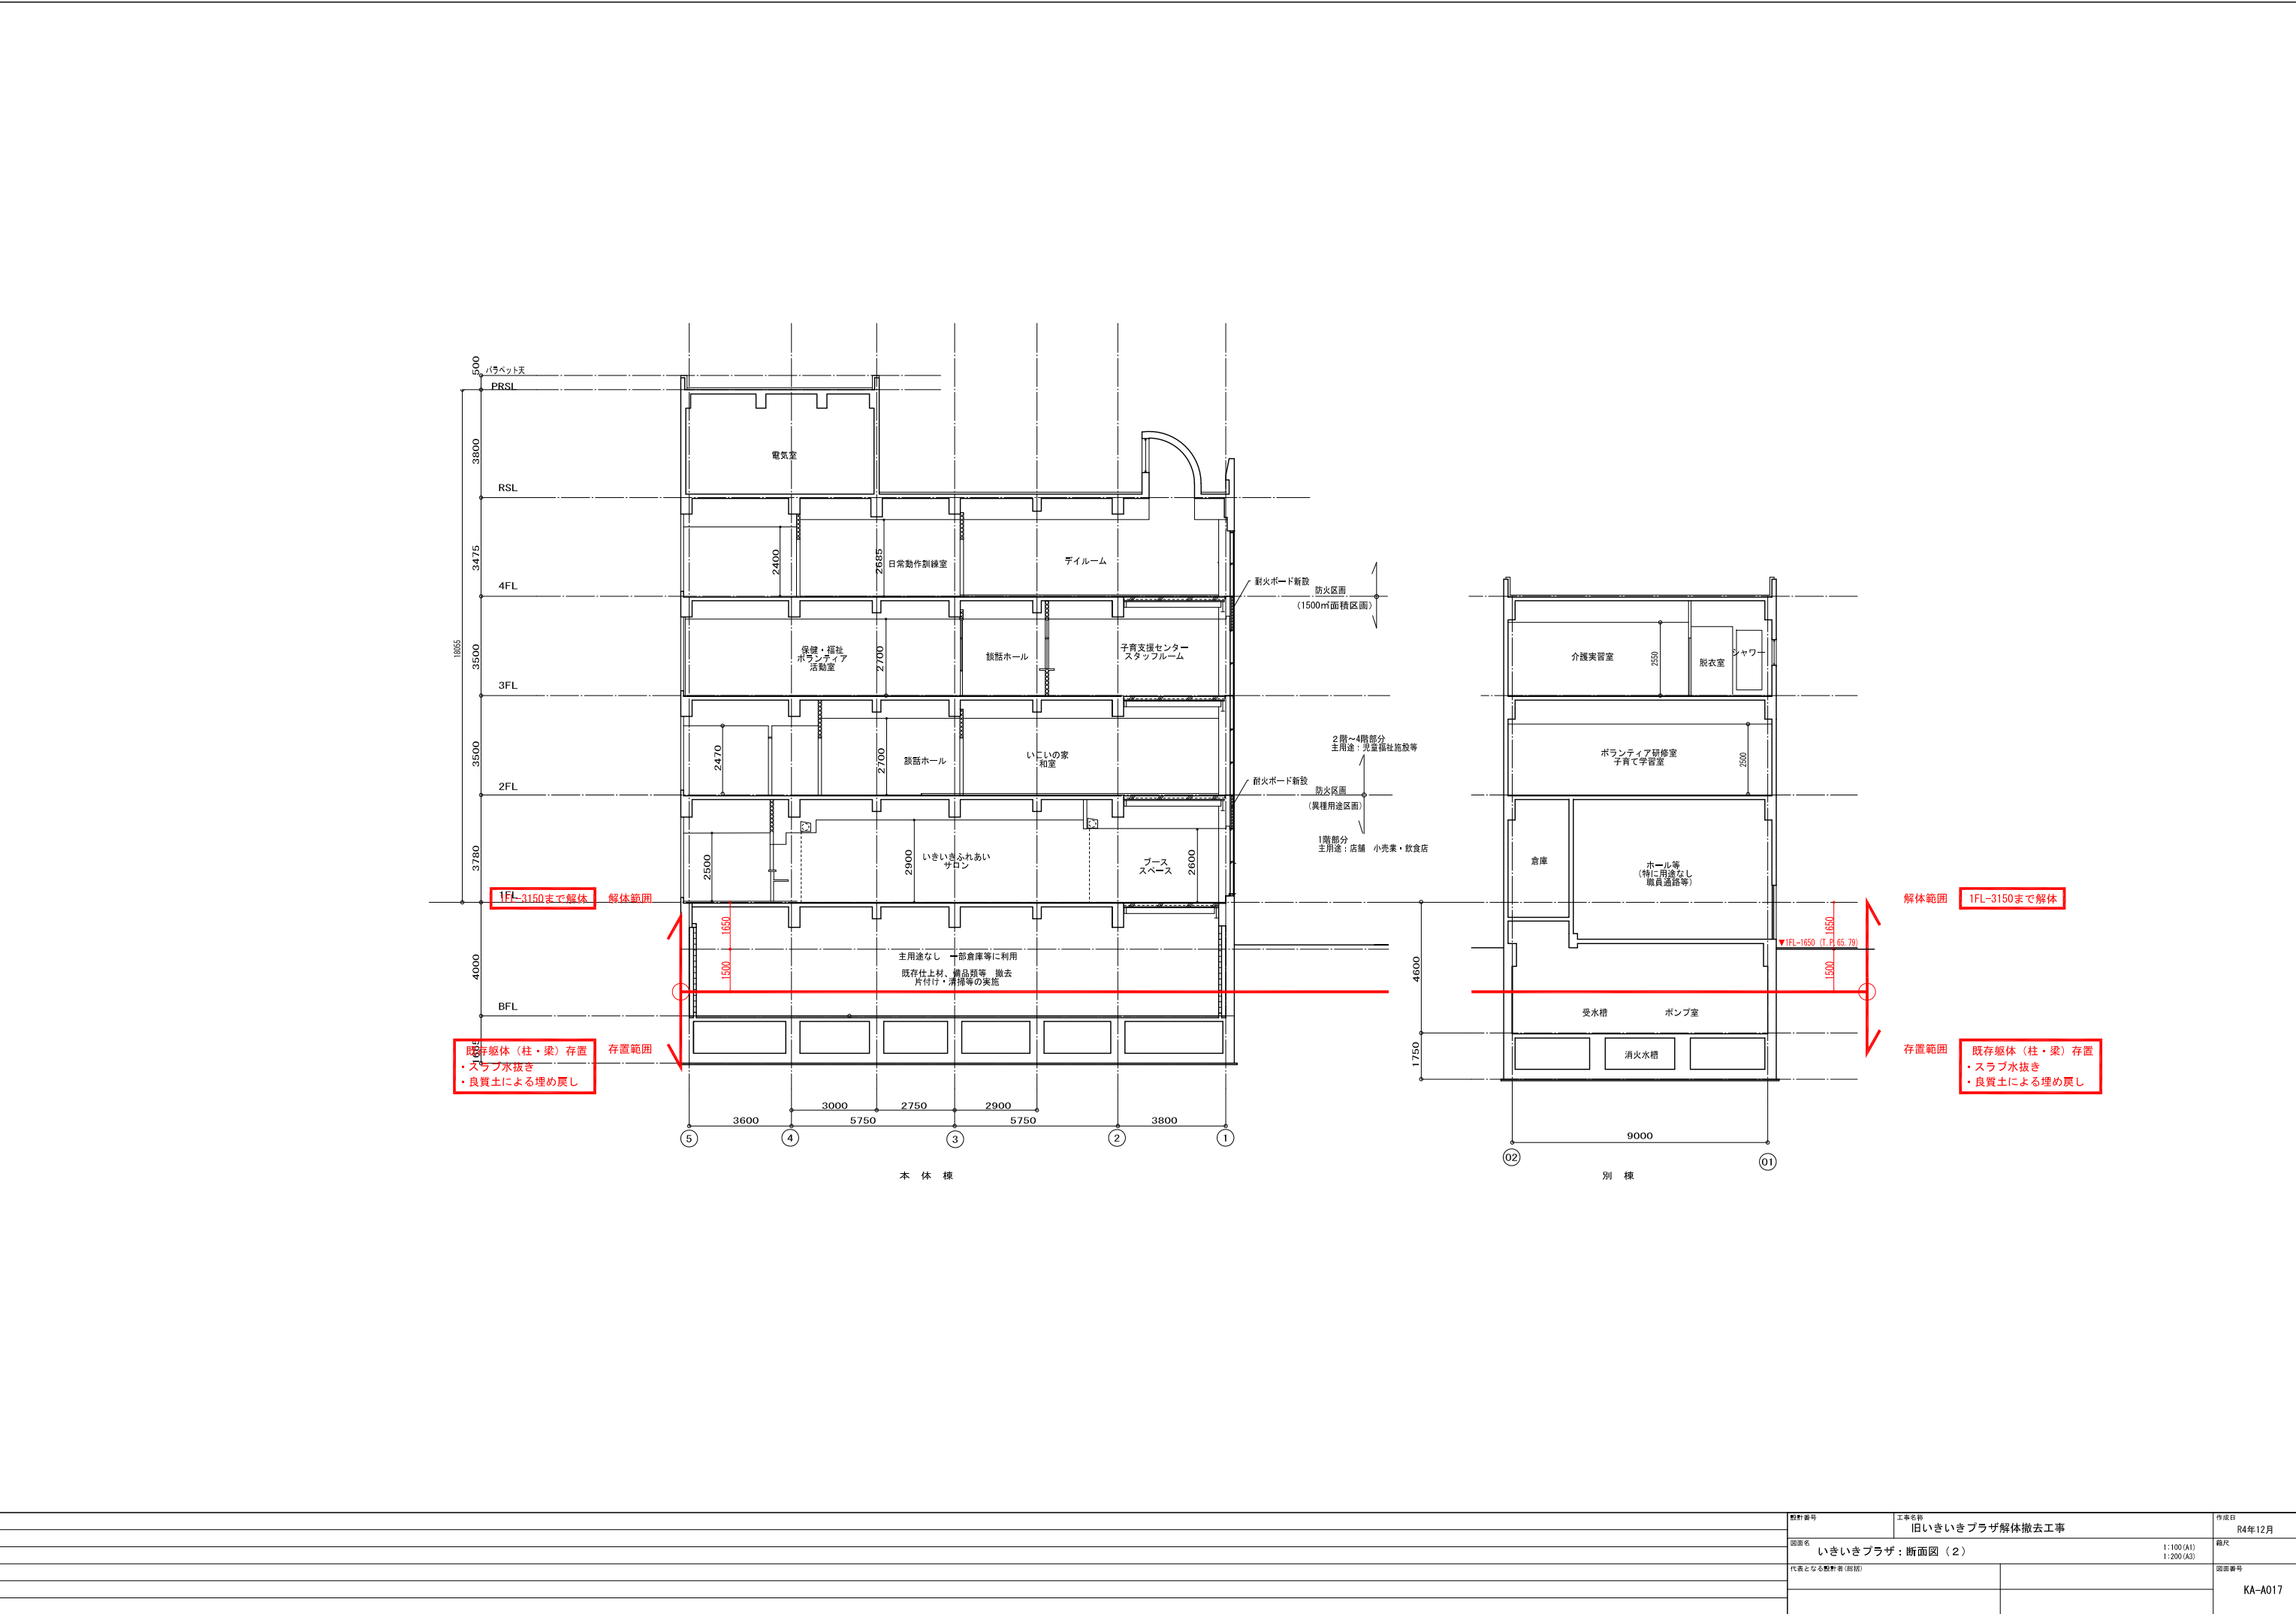 500
パラペット天
PRSL
3800
電気室
RSL
3475
2400
2685
日常動作訓練室
デイルーム
4FL
耐火ボード新設
防火区画
(1500㎡面積区画)
18055
3500
保健・福祉
ボランティア
活動室
2700
談話ホール
子育支援センター
スタッフルーム
介護実習室
2550
脱衣室
シャワー
3FL
3500
2470
2700
談話ホール
いこいの家
和室
2階~4階部分
主用途:児童福祉施設等
ボランティア研修室
子育て学習室
2500
2FL
耐火ボード新設
防火区画
(異種用途区画)
1階部分
主用途:店舗 小売業・飲食店
3780
2500
2900
いきいきふれあい
サロン
ブース
スペース
2600
倉庫
ホール等
(特に用途なし
職員通路等)
1FL
1FL-3150まで解体
解体範囲
解体範囲
1FL-3150まで解体
1650
1500
4000
主用途なし 一部倉庫等に利用
既存仕上材、備品類等 撤去
片付け・清掃等の実施
4600
1650
▼1FL-1650 (T.P.65.79)
1500
BFL
受水槽
ポンプ室
既存躯体(柱・梁)存置
・スラブ水抜き
・良質土による埋め戻し
存置範囲
1750
消火水槽
存置範囲
既存躯体(柱・梁)存置
・スラブ水抜き
・良質土による埋め戻し
3000
2750
2900
3600
5750
5750
3800
5
4
3
2
1
9000
02
01
本 体 棟
別 棟
設計番号
工事名称
旧いきいきプラザ解体撤去工事
作成日
R4年12月
図面名
いきいきプラザ:断面図(2)
1:100(A1)
1:200(A3)
縮尺
代表となる設計者(総括)
図面番号
KA-A017